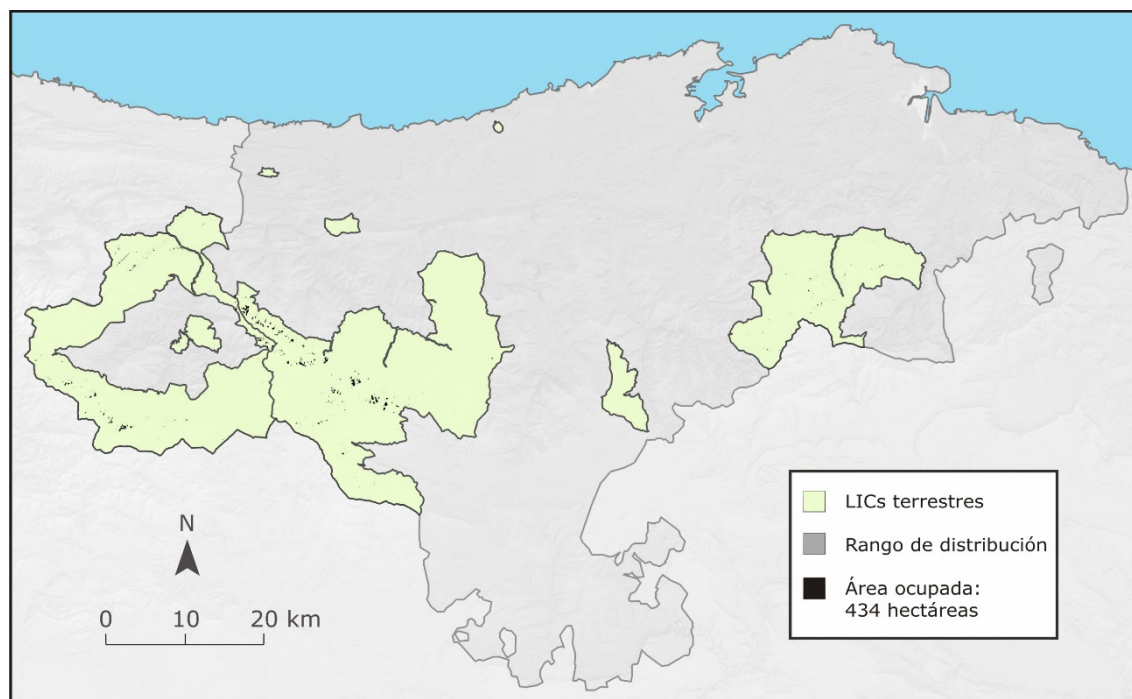 LICs terrestres
Rango de distribución
Área ocupada:
434 hectáreas
N
0 10 20 km